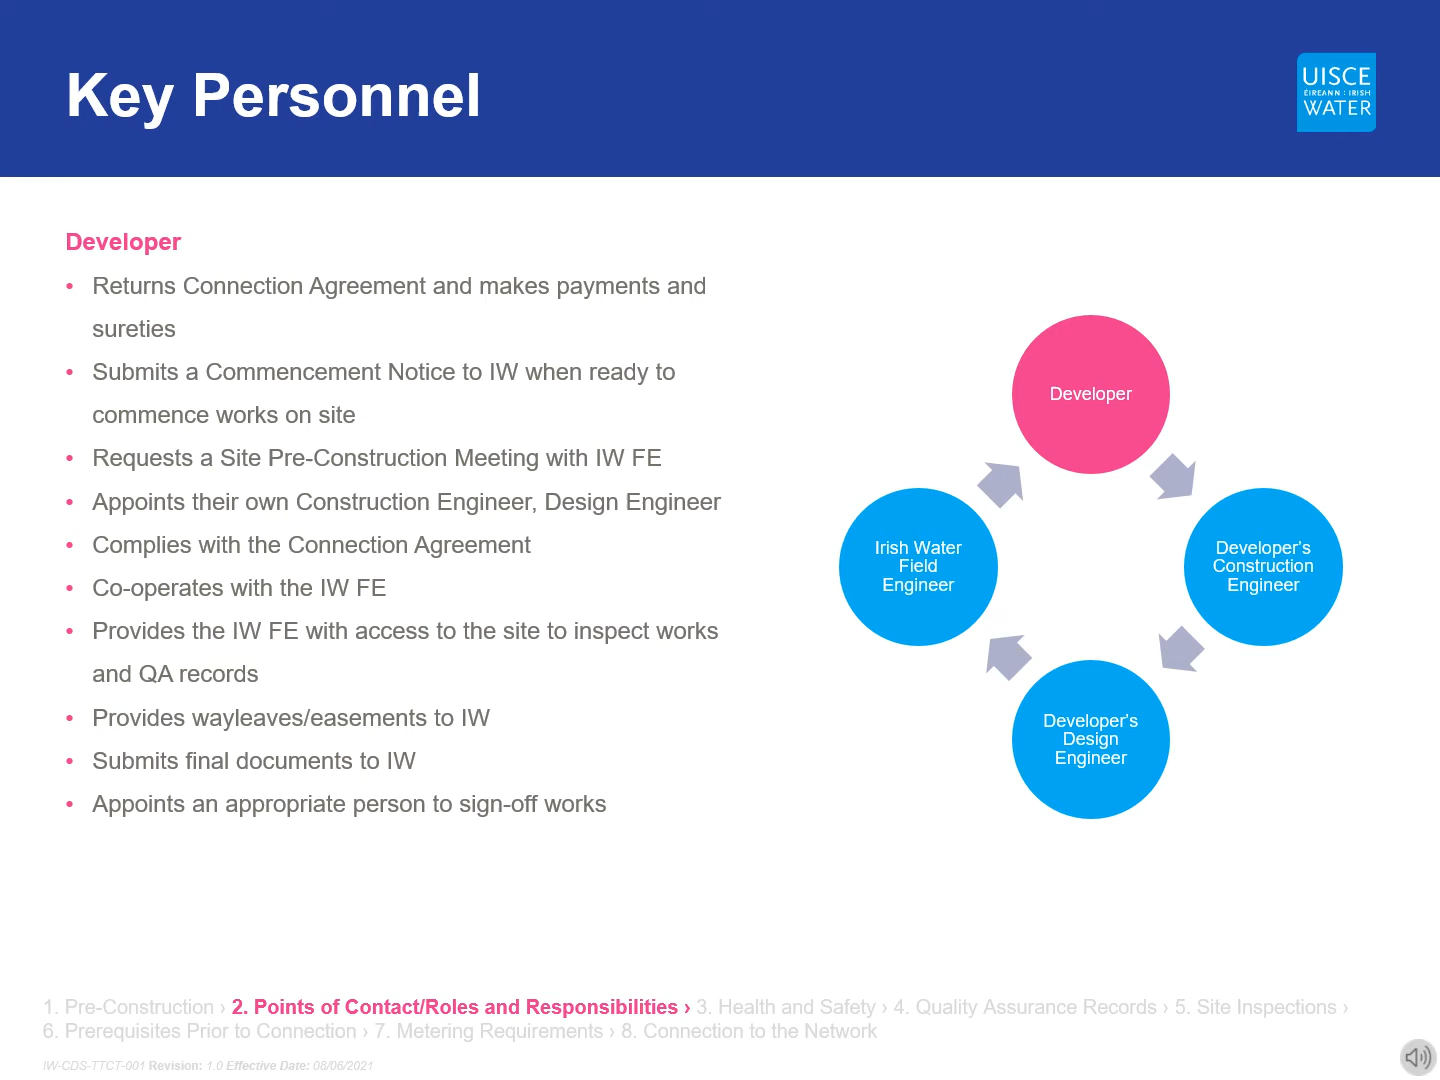 Key Personnel
UISCE
ÉIREANN : IRISH
WATER
Developer
• Returns Connection Agreement and makes payments and
sureties
• Submits a Commencement Notice to IW when ready to
commence works on site
• Requests a Site Pre-Construction Meeting with IW FE
• Appoints their own Construction Engineer, Design Engineer
• Complies with the Connection Agreement
• Co-operates with the IW FE
• Provides the IW FE with access to the site to inspect works
and QA records
• Provides wayleaves/easements to IW
• Submits final documents to IW
• Appoints an appropriate person to sign-off works
Developer
Developer's
Construction
Engineer
Developer's
Design
Engineer
Irish Water
Field
Engineer
1. Pre-Construction › 2. Points of Contact/Roles and Responsibilities › 3. Health and Safety › 4. Quality Assurance Records › 5. Site Inspections ›
6. Prerequisites Prior to Connection › 7. Metering Requirements › 8. Connection to the Network
IW-CDS-TTCT-001 Revision: 1.0 Effective Date: 08/06/2021